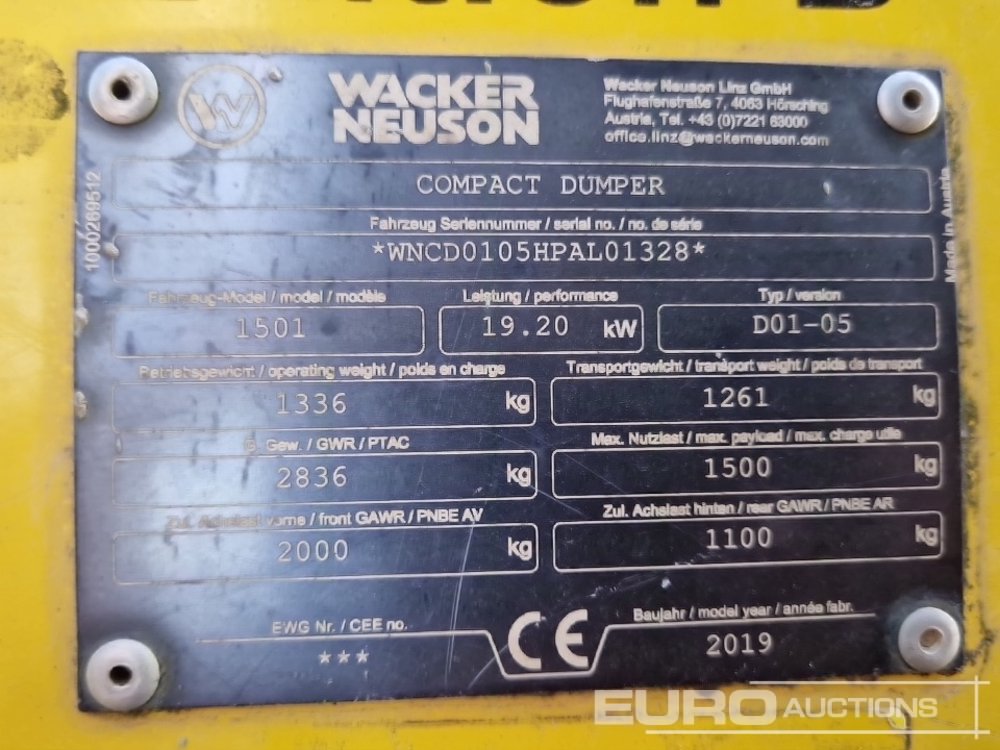 WACKER
NEUSON
Wacker Neuson Linz GmbH
Flughafenstraße 7, 4063 Hörsching
Austria, Tel. +43 (0)7221 63000
office.linz@wackerneuson.com
COMPACT DUMPER
1000269512
Made in Austria
Fahrzeug Seriennummer / serial no. / no. de série
*WNCD0105HPAL01328*
Fahrzeug-Model / model / modèle
1501
Leistung / performance
19.20 kW
Typ / version
D01-05
Betriebsgewicht / operating weight / poids en charge
1336 kg
Transportgewicht / transport weight / poids de transport
1261 kg
G. Gew. / GWR / PTAC
2836 kg
Max. Nutzlast / max. payload / max. charge utile
1500 kg
Zul. Achslast vorne / front GAWR / PNBE AV
2000 kg
Zul. Achslast hinten / rear GAWR / PNBE AR
1100 kg
EWG Nr. / CEE no.
***
CE
Baujahr / model year / année fabr.
2019
EURO AUCTIONS